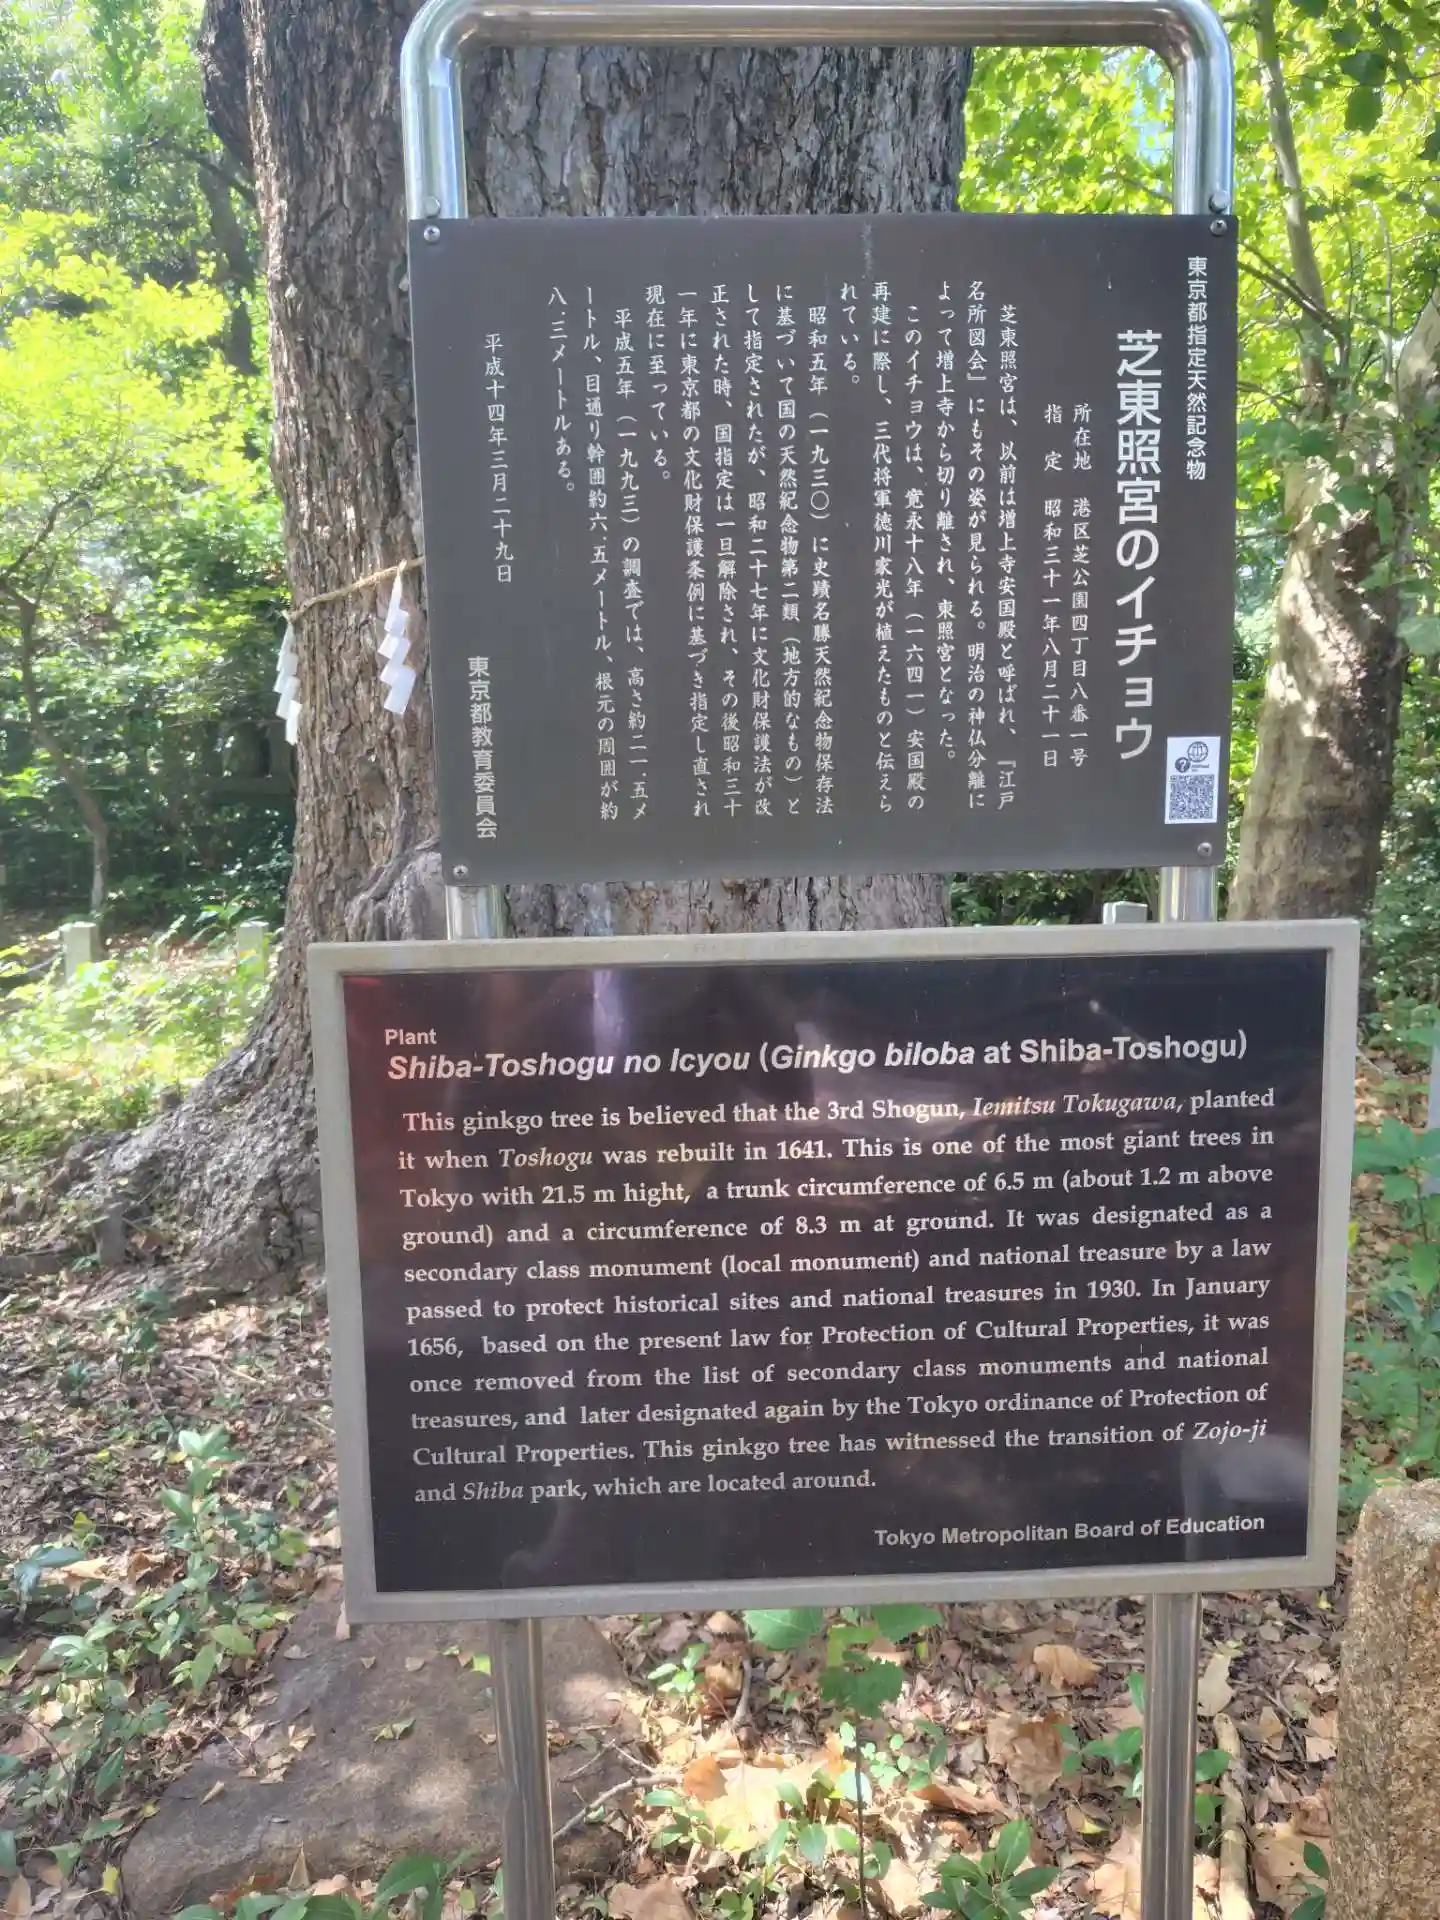 東京都指定天然記念物
芝東照宮のイチョウ
所在地 港区芝公園四丁目八番一号
指 定 昭和三十一年八月二十一日
芝東照宮は、以前は増上寺安国殿と呼ばれ、『江戸
名所図会』にもその姿が見られる。明治の神仏分離に
よって増上寺から切り離され、東照宮となった。
このイチョウは、寛永十八年（一六四一）安国殿の
再建に際し、三代将軍徳川家光が植えたものと伝えら
れている。
昭和五年（一九三〇）に史蹟名勝天然紀念物保存法
に基づいて国の天然紀念物第二類（地方的なもの）と
して指定されたが、昭和二十七年に文化財保護法が改
正された時、国指定は一旦解除され、その後昭和三十
一年に東京都の文化財保護条例に基づき指定し直され
現在に至っている。
平成五年（一九九三）の調査では、高さ約二一.五メ
ートル、目通り幹囲約六.五メートル、根元の周囲が約
八.三メートルある。
平成十四年三月二十九日
東京都教育委員会
Plant
Shiba-Toshogu no Icyou (Ginkgo biloba at Shiba-Toshogu)
This ginkgo tree is believed that the 3rd Shogun, Iemitsu Tokugawa, planted
it when Toshogu was rebuilt in 1641. This is one of the most giant trees in
Tokyo with 21.5 m hight, a trunk circumference of 6.5 m (about 1.2 m above
ground) and a circumference of 8.3 m at ground. It was designated as a
secondary class monument (local monument) and national treasure by a law
passed to protect historical sites and national treasures in 1930. In January
1656, based on the present law for Protection of Cultural Properties, it was
once removed from the list of secondary class monuments and national
treasures, and later designated again by the Tokyo ordinance of Protection of
Cultural Properties. This ginkgo tree has witnessed the transition of Zojo-ji
and Shiba park, which are located around.
Tokyo Metropolitan Board of Education